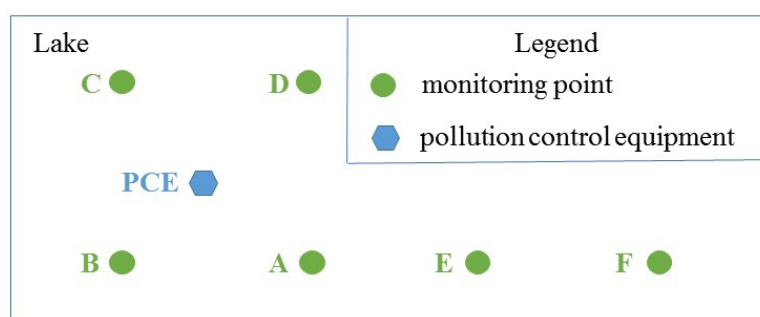 Lake
Legend
C
D
monitoring point
pollution control equipment
PCE
B
A
E
F